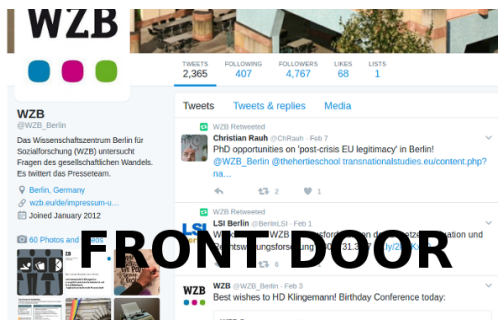 WZB
TWEETS FOLLOWING FOLLOWERS LIKES LISTS
2,365 407 4,767 68 1
WZB
@WZB_Berlin
Das Wissenschaftszentrum Berlin für
Sozialforschung (WZB) untersucht
Fragen des gesellschaftlichen Wandels.
Es twittert das Presseteam.
Berlin, Germany
wzb.eu/de/impressum-u…
Joined January 2012
60 Photos and
Tweets Tweets & replies Media
WZB Retweeted
Christian Rauh @ChRauh · Feb 7
PhD opportunities on 'post-crisis EU legitimacy' in Berlin!
@WZB_Berlin @thehertieschool transnationalstudies.eu/content.php?
na…
2 1
WZB Retweeted
LSI Berlin @BerlinLSI · Feb 1
WZB
und
FRONT DOOR
6
WZB @WZB_Berlin · Feb 3
Best wishes to HD Klingemann! Birthday Conference today: